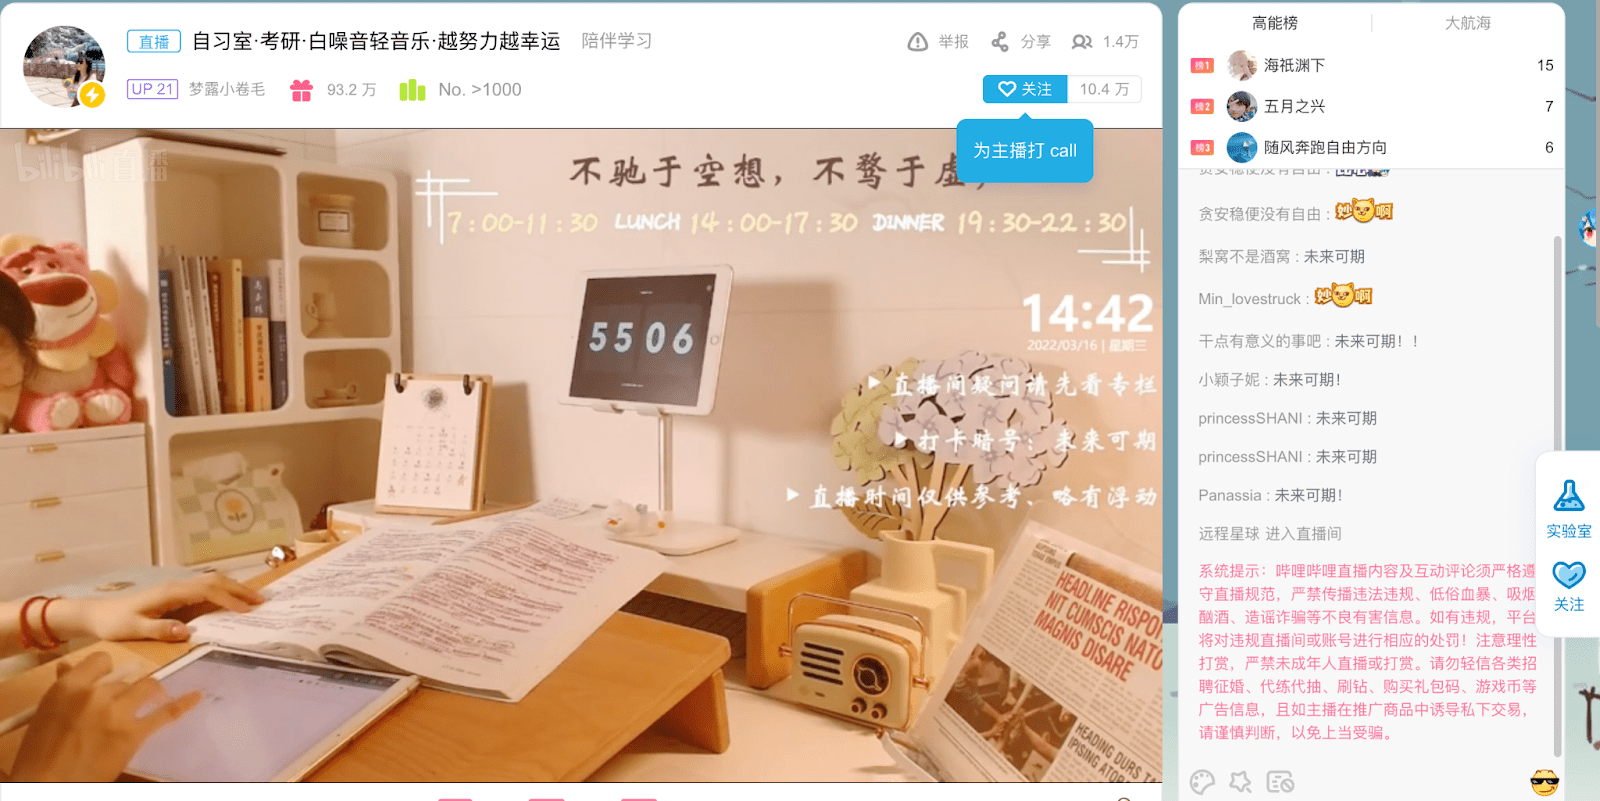 直播 自习室·考研·白噪音轻音乐·越努力越幸运 陪伴学习
举报 分享 1.4万
UP 21 梦露小卷毛 93.2 万 No. >1000
关注 10.4 万
为主播打 call
bilibili 直播
不驰于空想，不骛于虚，
7:00-11:30 LUNCH 14:00-17:30 DINNER 19:30-22:30
55 06
14:42
2022/03/16 | 星期三
▶直播间疑问请先看专栏
▶打卡暗号：未来可期
▶直播时间仅供参考、略有浮动
HEADLINE RISPO
NIT CUMSCIS NATO
MAGNIS DISARE
HEADING DURS
IPISING ATOR
高能榜 大航海
榜1 海祇渊下 15
榜2 五月之兴 7
榜3 随风奔跑自由方向 6
贪安稳便没有自由 :
贪安稳便没有自由 : 妙啊
梨窝不是酒窝 : 未来可期
Min_lovestruck : 妙啊
干点有意义的事吧 : 未来可期！！
小颖子妮 : 未来可期！
princessSHANI : 未来可期
princessSHANI : 未来可期
Panassia : 未来可期！
远程星球 进入直播间
系统提示：哔哩哔哩直播内容及互动评论须严格遵
守直播规范，严禁传播违法违规、低俗血暴、吸烟
酗酒、造谣诈骗等不良有害信息。如有违规，平台
将对违规直播间或账号进行相应的处罚！注意理性
打赏，严禁未成年人直播或打赏。请勿轻信各类招
聘征婚、代练代抽、刷钻、购买礼包码、游戏币等
广告信息，且如主播在推广商品中诱导私下交易，
请谨慎判断，以免上当受骗。
实验室
关注